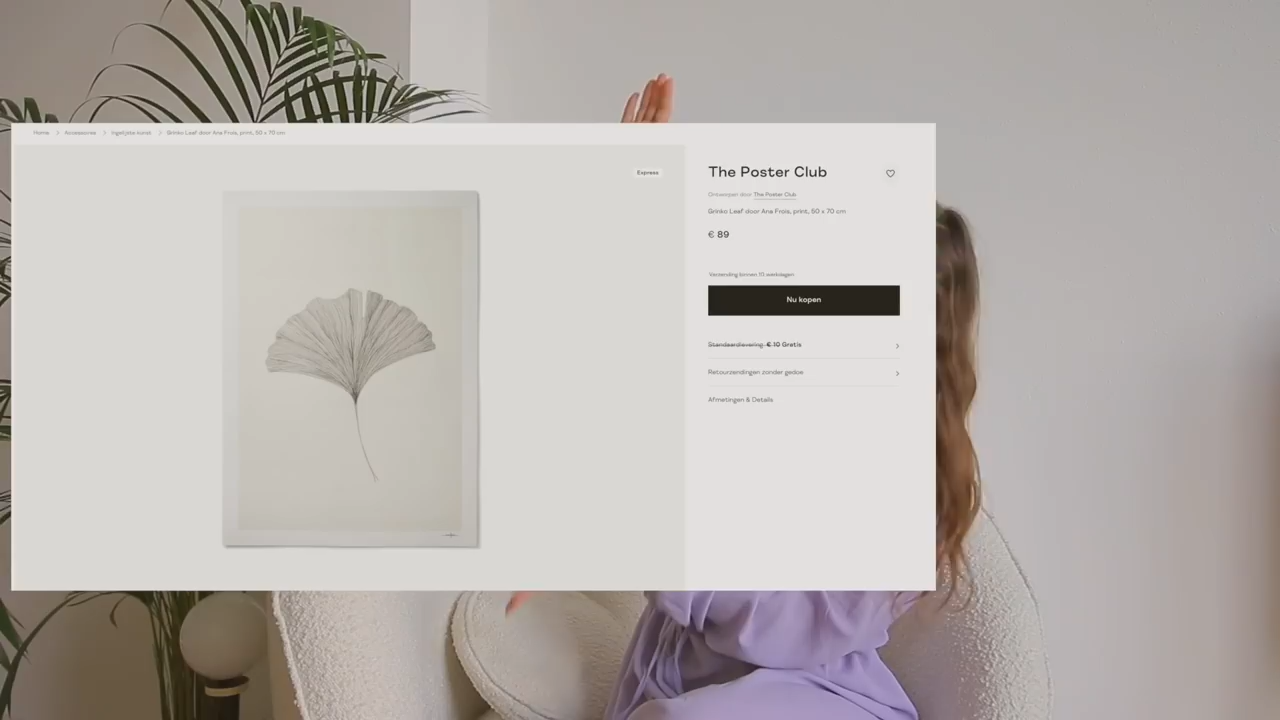 Home > Accessoires > Ingelijste kunst > Grinko Leaf door Ana Frois, print, 50 x 70 cm
Express
The Poster Club
Ontworpen door The Poster Club
Grinko Leaf door Ana Frois, print, 50 x 70 cm
€ 89
Verzending binnen 10 werkdagen
Nu kopen
Standaardlevering € 10 Gratis
Retourzendingen zonder gedoe
Afmetingen & Details